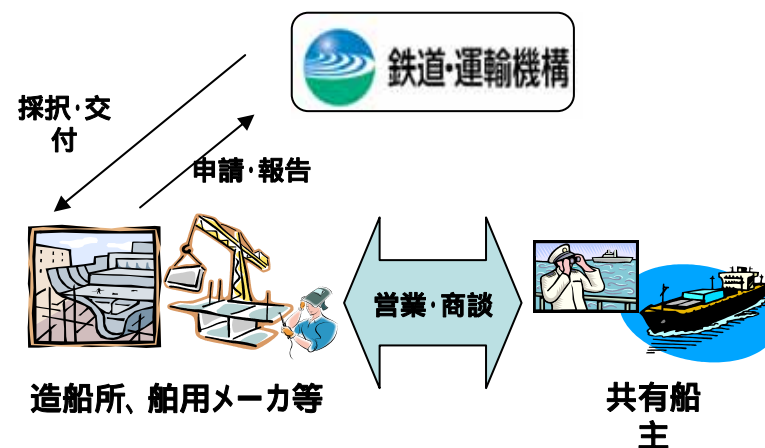 鉄道・運輸機構
採択・交
付
申請・報告
営業・商談
造船所、舶用メーカ等
共有船
主